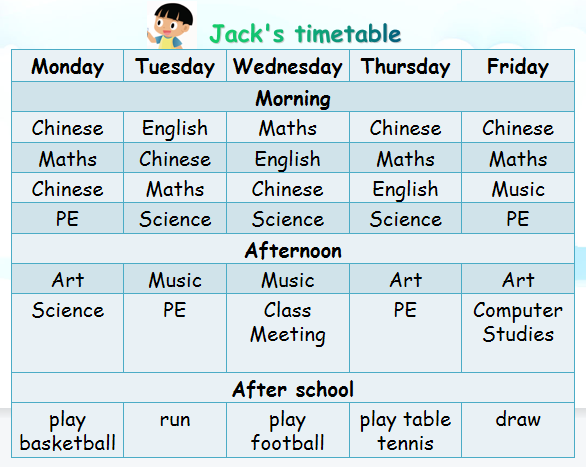 Jack's timetable
Monday Tuesday Wednesday Thursday Friday
Morning
Chinese English Maths Chinese Chinese
Maths Chinese English Maths Maths
Chinese Maths Chinese English Music
PE Science Science Science PE
Afternoon
Art Music Music Art Art
Science PE Class PE Computer
Meeting Studies
After school
play run play play table draw
basketball football tennis